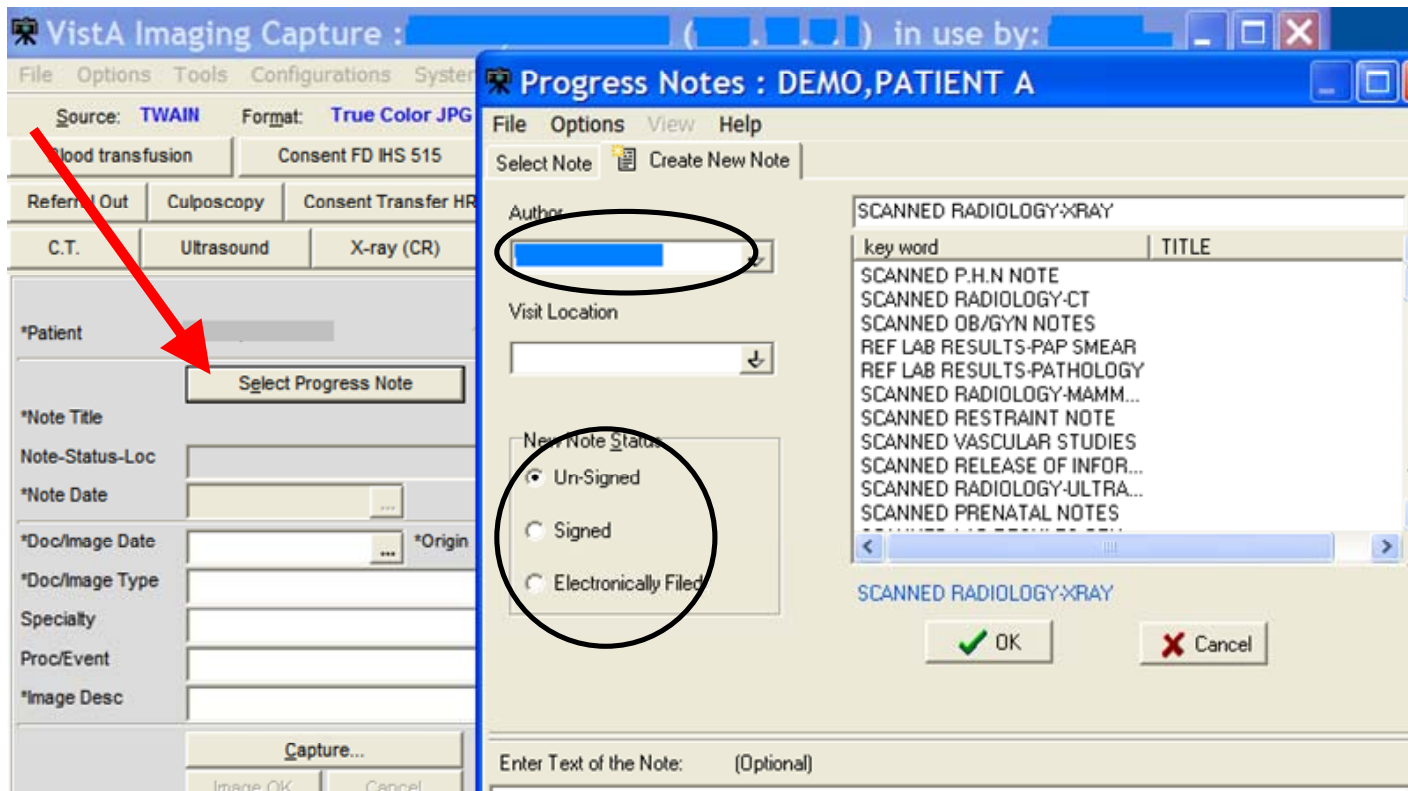 VistA Imaging Capture : ( . . . ) in use by:
File Options Tools Configurations System
Source: TWAIN Format: True Color JPG
Blood transfusion Consent FD IHS 515
Referral Out Culposcopy Consent Transfer HR
C.T. Ultrasound X-ray (CR)
*Patient
Select Progress Note
*Note Title
Note-Status-Loc
*Note Date ...
*Doc/Image Date ... *Origin
*Doc/Image Type
Specialty
Proc/Event
*Image Desc
Capture...
Image OK Cancel
Progress Notes : DEMO,PATIENT A
File Options View Help
Select Note Create New Note
Author
Visit Location
New Note Status
Un-Signed
Signed
Electronically Filed
SCANNED RADIOLOGY-XRAY
key word TITLE
SCANNED P.H.N NOTE
SCANNED RADIOLOGY-CT
SCANNED OB/GYN NOTES
REF LAB RESULTS-PAP SMEAR
REF LAB RESULTS-PATHOLOGY
SCANNED RADIOLOGY-MAMM...
SCANNED RESTRAINT NOTE
SCANNED VASCULAR STUDIES
SCANNED RELEASE OF INFOR...
SCANNED RADIOLOGY-ULTRA...
SCANNED PRENATAL NOTES
SCANNED RADIOLOGY-XRAY
OK Cancel
Enter Text of the Note: (Optional)